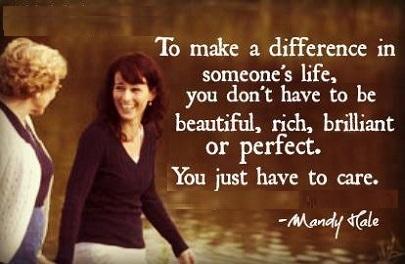 To make a difference in
someone's life,
you don't have to be
beautiful, rich, brilliant
or perfect.
You just have to care.
-Mandy Hale